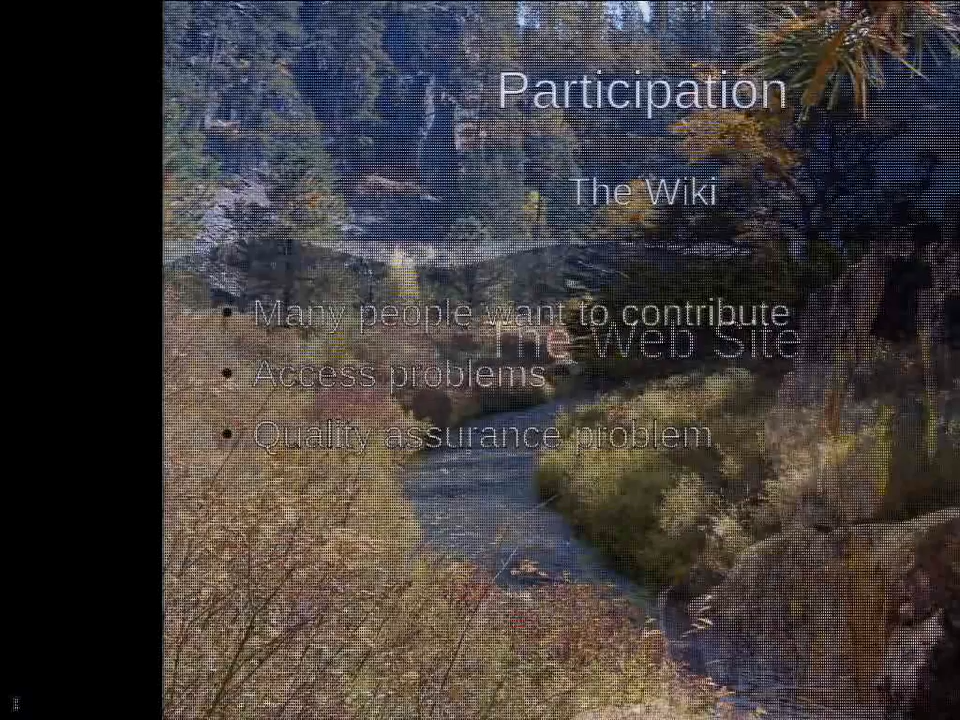 Participation
The Wiki
Many people want to contribute
The Web Site
Access problems
Quality assurance problem